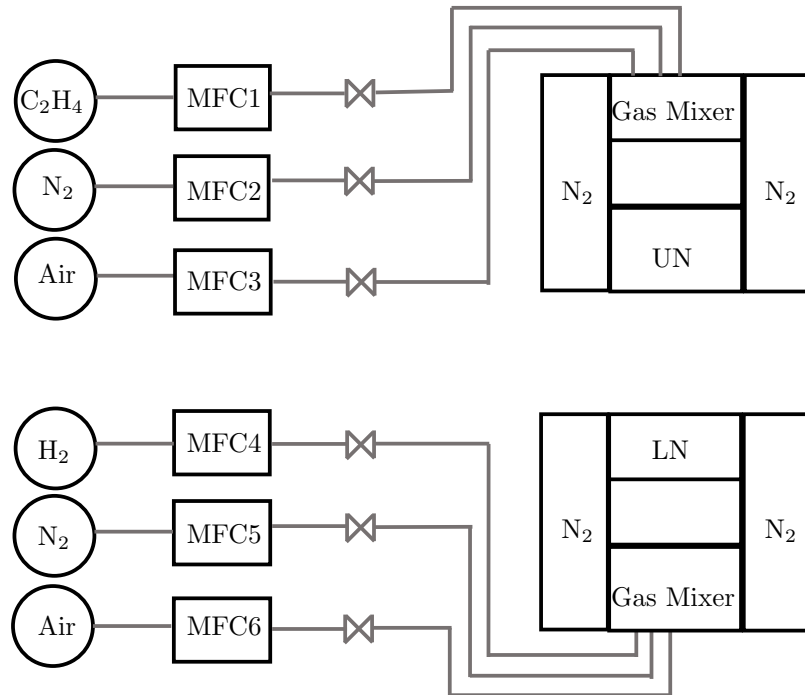 C₂H₄
MFC1
Gas Mixer
N₂
MFC2
N₂
N₂
Air
MFC3
UN
H₂
MFC4
LN
N₂
MFC5
N₂
N₂
Air
MFC6
Gas Mixer